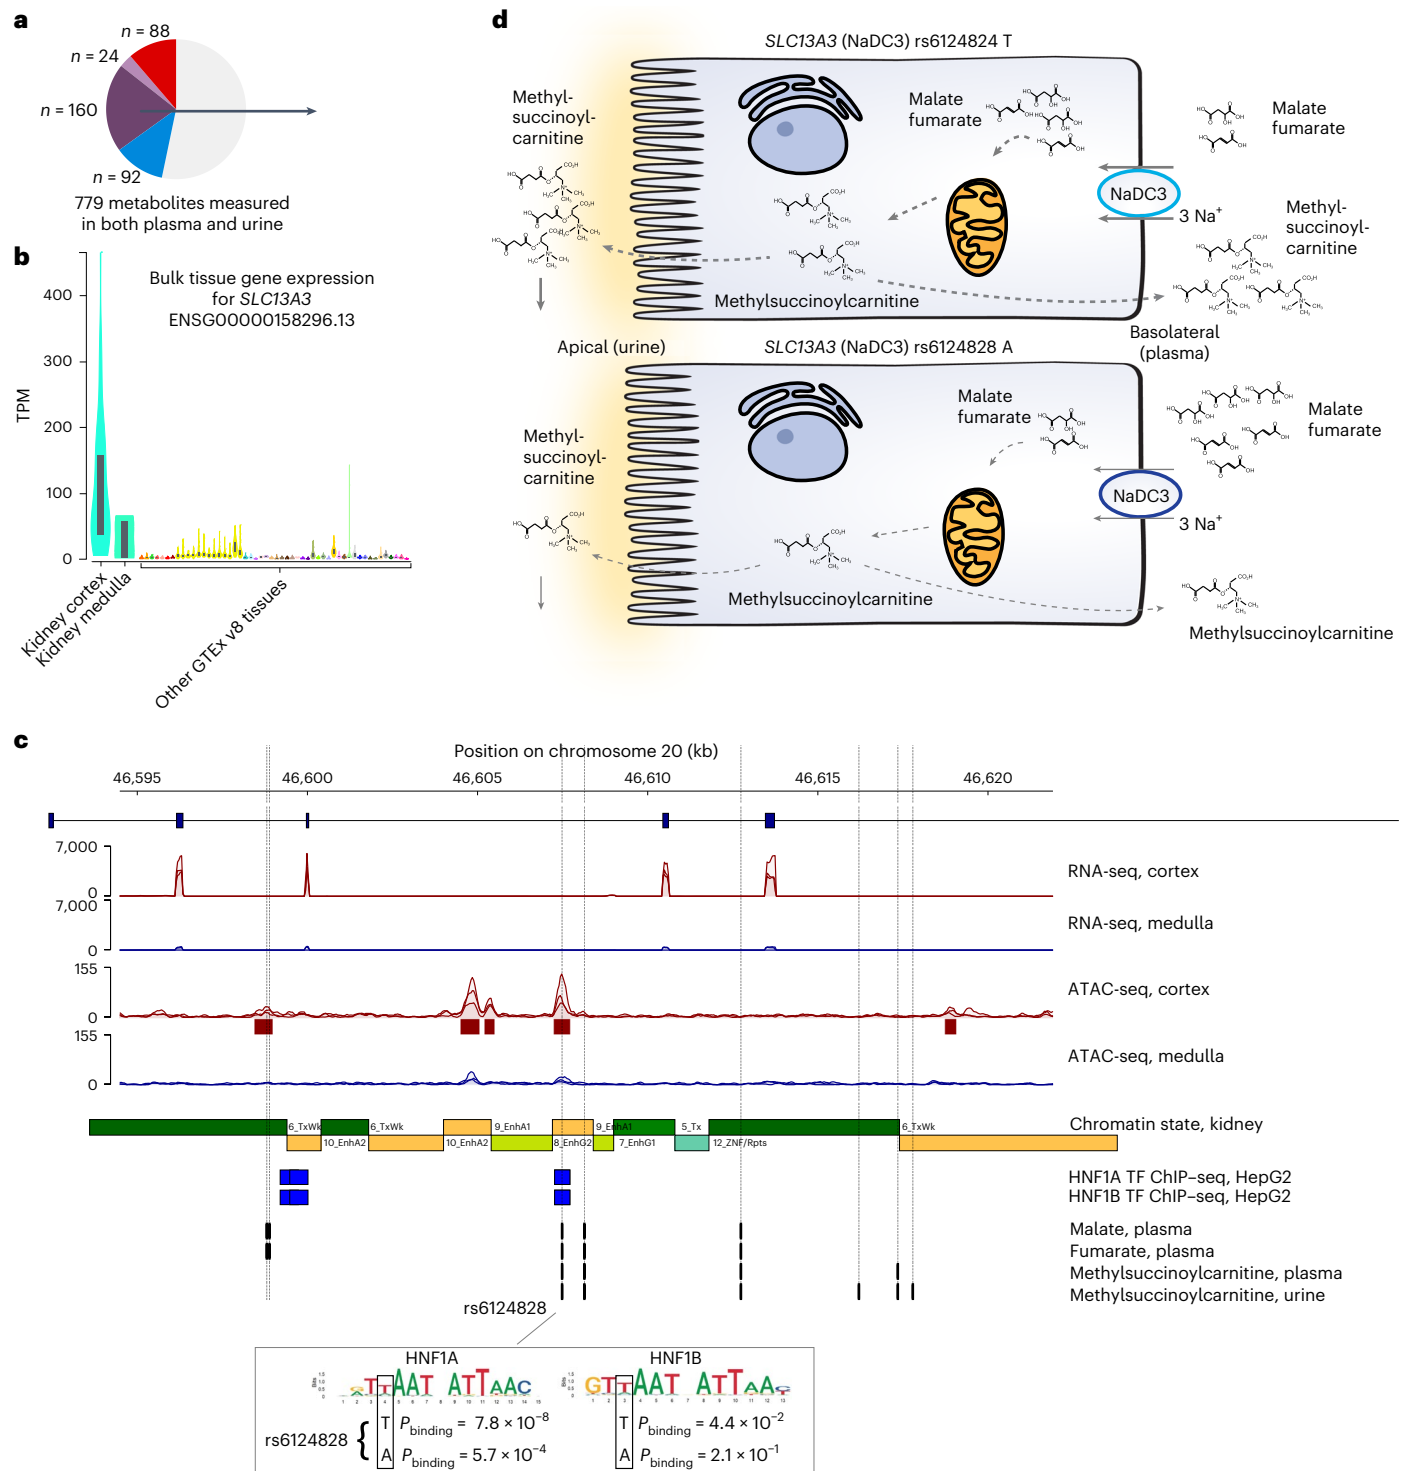 a
n = 88
n = 24
n = 160
n = 92
779 metabolites measured
in both plasma and urine
b
Bulk tissue gene expression
for SLC13A3
ENSG00000158296.13
TPM
400
300
200
100
0
Kidney cortex
Kidney medulla
Other GTEx v8 tissues
d
SLC13A3 (NaDC3) rs6124824 T
Methyl-
succinoyl-
carnitine
Malate
fumarate
Malate
fumarate
NaDC3
3 Na+
Methyl-
succinoyl-
carnitine
Methylsuccinoylcarnitine
Basolateral
(plasma)
Apical (urine)
SLC13A3 (NaDC3) rs6124828 A
Methyl-
succinoyl-
carnitine
Malate
fumarate
Malate
fumarate
NaDC3
3 Na+
Methylsuccinoylcarnitine
Methylsuccinoylcarnitine
c
Position on chromosome 20 (kb)
46,595 46,600 46,605 46,610 46,615 46,620
7,000
0
RNA-seq, cortex
7,000
0
RNA-seq, medulla
155
0
ATAC-seq, cortex
155
0
ATAC-seq, medulla
6_TxWk 6_TxWk 9_EnhA1 9_EnhA1 5_Tx 6_TxWk
Chromatin state, kidney
10_EnhA2 10_EnhA2 8_EnhG2 7_EnhG1 12_ZNF/Rpts
HNF1A TF ChIP–seq, HepG2
HNF1B TF ChIP–seq, HepG2
Malate, plasma
Fumarate, plasma
Methylsuccinoylcarnitine, plasma
Methylsuccinoylcarnitine, urine
rs6124828
HNF1A HNF1B
rs6124828
T Pbinding = 7.8 × 10−8
A Pbinding = 5.7 × 10−4
T Pbinding = 4.4 × 10−2
A Pbinding = 2.1 × 10−1